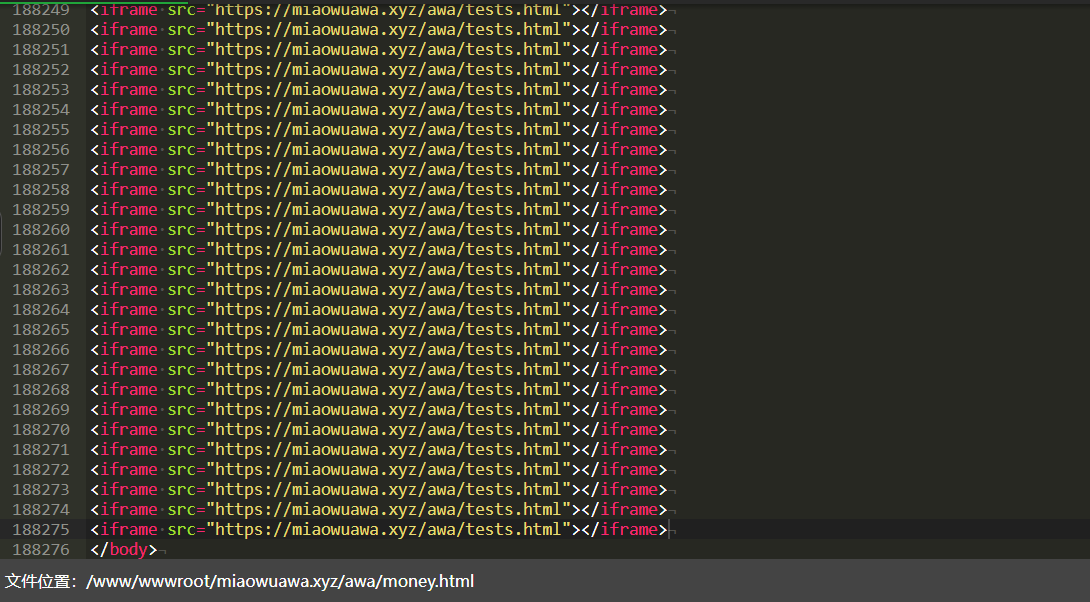 188249 <iframe src="https://miaowuawa.xyz/awa/tests.html"></iframe>
188250 <iframe src="https://miaowuawa.xyz/awa/tests.html"></iframe>
188251 <iframe src="https://miaowuawa.xyz/awa/tests.html"></iframe>
188252 <iframe src="https://miaowuawa.xyz/awa/tests.html"></iframe>
188253 <iframe src="https://miaowuawa.xyz/awa/tests.html"></iframe>
188254 <iframe src="https://miaowuawa.xyz/awa/tests.html"></iframe>
188255 <iframe src="https://miaowuawa.xyz/awa/tests.html"></iframe>
188256 <iframe src="https://miaowuawa.xyz/awa/tests.html"></iframe>
188257 <iframe src="https://miaowuawa.xyz/awa/tests.html"></iframe>
188258 <iframe src="https://miaowuawa.xyz/awa/tests.html"></iframe>
188259 <iframe src="https://miaowuawa.xyz/awa/tests.html"></iframe>
188260 <iframe src="https://miaowuawa.xyz/awa/tests.html"></iframe>
188261 <iframe src="https://miaowuawa.xyz/awa/tests.html"></iframe>
188262 <iframe src="https://miaowuawa.xyz/awa/tests.html"></iframe>
188263 <iframe src="https://miaowuawa.xyz/awa/tests.html"></iframe>
188264 <iframe src="https://miaowuawa.xyz/awa/tests.html"></iframe>
188265 <iframe src="https://miaowuawa.xyz/awa/tests.html"></iframe>
188266 <iframe src="https://miaowuawa.xyz/awa/tests.html"></iframe>
188267 <iframe src="https://miaowuawa.xyz/awa/tests.html"></iframe>
188268 <iframe src="https://miaowuawa.xyz/awa/tests.html"></iframe>
188269 <iframe src="https://miaowuawa.xyz/awa/tests.html"></iframe>
188270 <iframe src="https://miaowuawa.xyz/awa/tests.html"></iframe>
188271 <iframe src="https://miaowuawa.xyz/awa/tests.html"></iframe>
188272 <iframe src="https://miaowuawa.xyz/awa/tests.html"></iframe>
188273 <iframe src="https://miaowuawa.xyz/awa/tests.html"></iframe>
188274 <iframe src="https://miaowuawa.xyz/awa/tests.html"></iframe>
188275 <iframe src="https://miaowuawa.xyz/awa/tests.html"></iframe>
188276 </body>
文件位置：/www/wwwroot/miaowuawa.xyz/awa/money.html